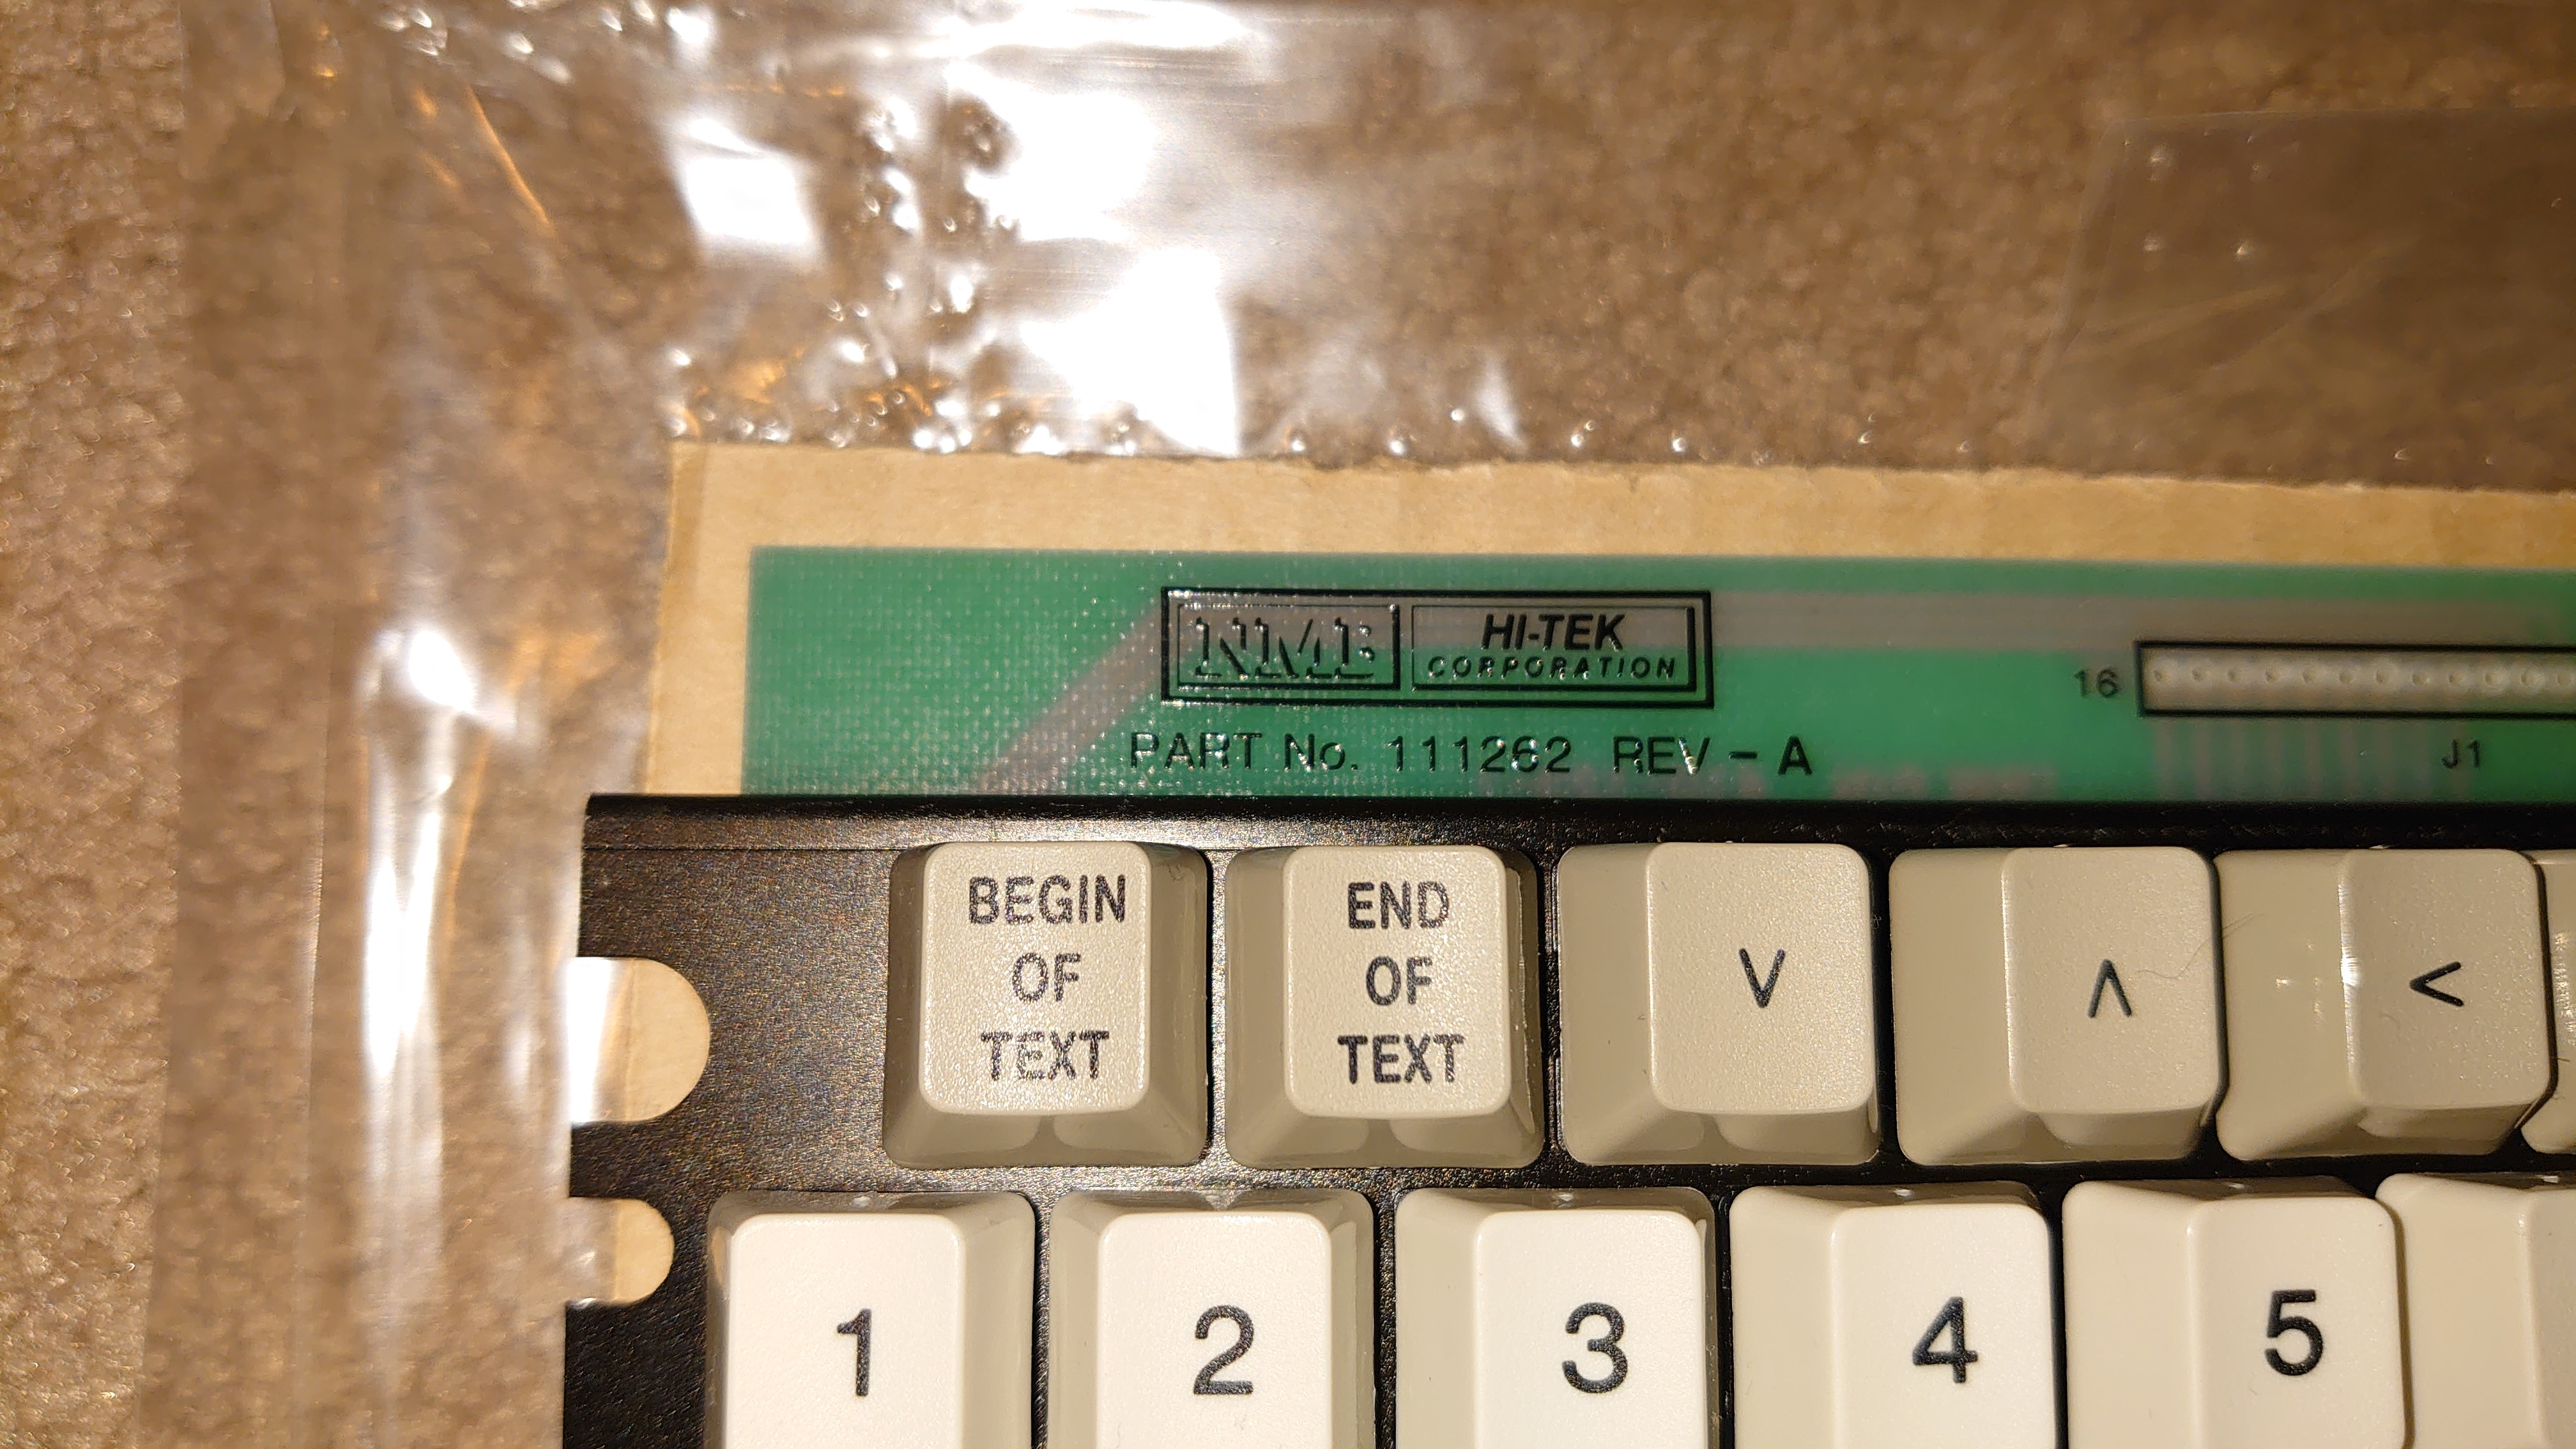 NMB HI-TEK
CORPORATION
PART No. 111262 REV - A
16
J1
BEGIN
OF
TEXT
END
OF
TEXT
V Λ <
1 2 3 4 5